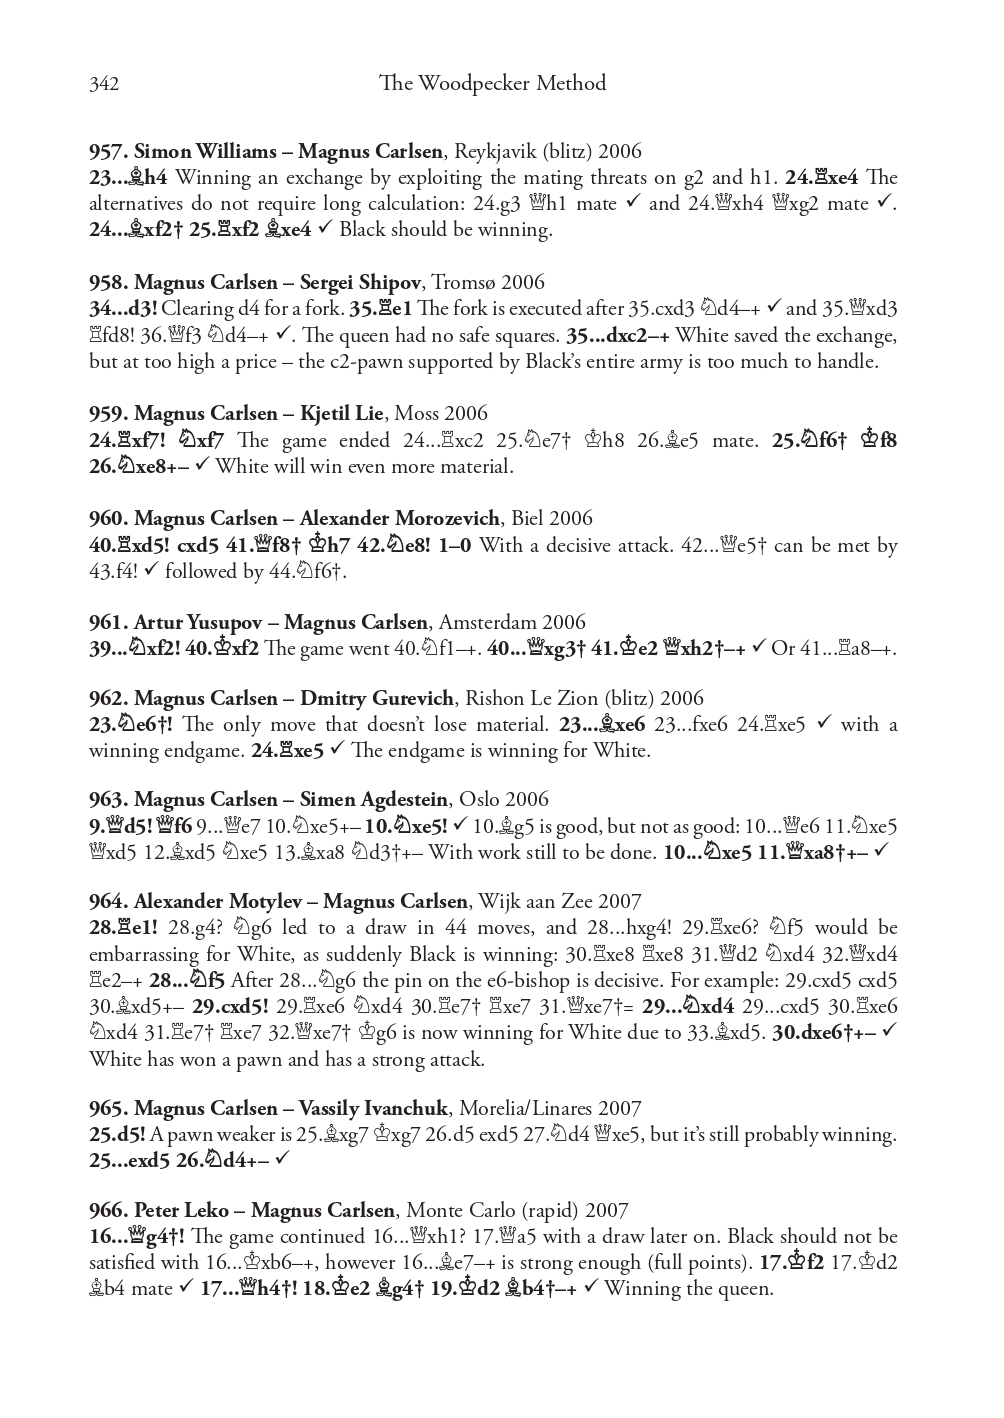 342 The Woodpecker Method
957. Simon Williams – Magnus Carlsen, Reykjavik (blitz) 2006
23...♗h4 Winning an exchange by exploiting the mating threats on g2 and h1. 24.♖xe4 The
alternatives do not require long calculation: 24.g3 ♕h1 mate ✓ and 24.♕xh4 ♕xg2 mate ✓.
24...♗xf2† 25.♖xf2 ♗xe4 ✓ Black should be winning.
958. Magnus Carlsen – Sergei Shipov, Tromsø 2006
34...d3! Clearing d4 for a fork. 35.♖e1 The fork is executed after 35.cxd3 ♘d4–+ ✓ and 35.♕xd3
♖fd8! 36.♕f3 ♘d4–+ ✓. The queen had no safe squares. 35...dxc2–+ White saved the exchange,
but at too high a price – the c2-pawn supported by Black’s entire army is too much to handle.
959. Magnus Carlsen – Kjetil Lie, Moss 2006
24.♖xf7! ♘xf7 The game ended 24...♖xc2 25.♘e7† ♔h8 26.♗e5 mate. 25.♘f6† ♔f8
26.♘xe8+– ✓ White will win even more material.
960. Magnus Carlsen – Alexander Morozevich, Biel 2006
40.♖xd5! cxd5 41.♕f8† ♔h7 42.♘e8! 1–0 With a decisive attack. 42...♕e5† can be met by
43.f4! ✓ followed by 44.♘f6†.
961. Artur Yusupov – Magnus Carlsen, Amsterdam 2006
39...♘xf2! 40.♔xf2 The game went 40.♘f1–+. 40...♕xg3† 41.♔e2 ♕xh2†–+ ✓ Or 41...♖a8–+.
962. Magnus Carlsen – Dmitry Gurevich, Rishon Le Zion (blitz) 2006
23.♘e6†! The only move that doesn’t lose material. 23...♗xe6 23...fxe6 24.♖xe5 ✓ with a
winning endgame. 24.♖xe5 ✓ The endgame is winning for White.
963. Magnus Carlsen – Simen Agdestein, Oslo 2006
9.♕d5! ♕f6 9...♕e7 10.♘xe5+– 10.♘xe5! ✓ 10.♗g5 is good, but not as good: 10...♕e6 11.♘xe5
♕xd5 12.♗xd5 ♘xe5 13.♗xa8 ♘d3†+– With work still to be done. 10...♘xe5 11.♕xa8†+– ✓
964. Alexander Motylev – Magnus Carlsen, Wijk aan Zee 2007
28.♖e1! 28.g4? ♘g6 led to a draw in 44 moves, and 28...hxg4! 29.♖xe6? ♘f5 would be
embarrassing for White, as suddenly Black is winning: 30.♖xe8 ♖xe8 31.♕d2 ♘xd4 32.♕xd4
♖e2–+ 28...♘f5 After 28...♘g6 the pin on the e6-bishop is decisive. For example: 29.cxd5 cxd5
30.♗xd5+– 29.cxd5! 29.♖xe6 ♘xd4 30.♖e7† ♖xe7 31.♕xe7†= 29...♘xd4 29...cxd5 30.♖xe6
♘xd4 31.♖e7† ♖xe7 32.♕xe7† ♔g6 is now winning for White due to 33.♗xd5. 30.dxe6†+– ✓
White has won a pawn and has a strong attack.
965. Magnus Carlsen – Vassily Ivanchuk, Morelia/Linares 2007
25.d5! A pawn weaker is 25.♗xg7 ♔xg7 26.d5 exd5 27.♘d4 ♕xe5, but it’s still probably winning.
25...exd5 26.♘d4+– ✓
966. Peter Leko – Magnus Carlsen, Monte Carlo (rapid) 2007
16...♕g4†! The game continued 16...♕xh1? 17.♕a5 with a draw later on. Black should not be
satisfied with 16...♔xb6–+, however 16...♗e7–+ is strong enough (full points). 17.♔f2 17.♔d2
♗b4 mate ✓ 17...♕h4†! 18.♔e2 ♗g4† 19.♔d2 ♗b4†–+ ✓ Winning the queen.